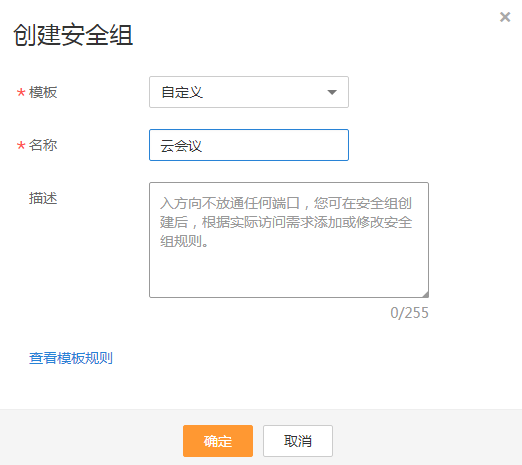 创建安全组
* 模板
自定义
* 名称
云会议
描述
入方向不放通任何端口，您可在安全组创
建后，根据实际访问需求添加或修改安全
组规则。
0/255
查看模板规则
确定
取消